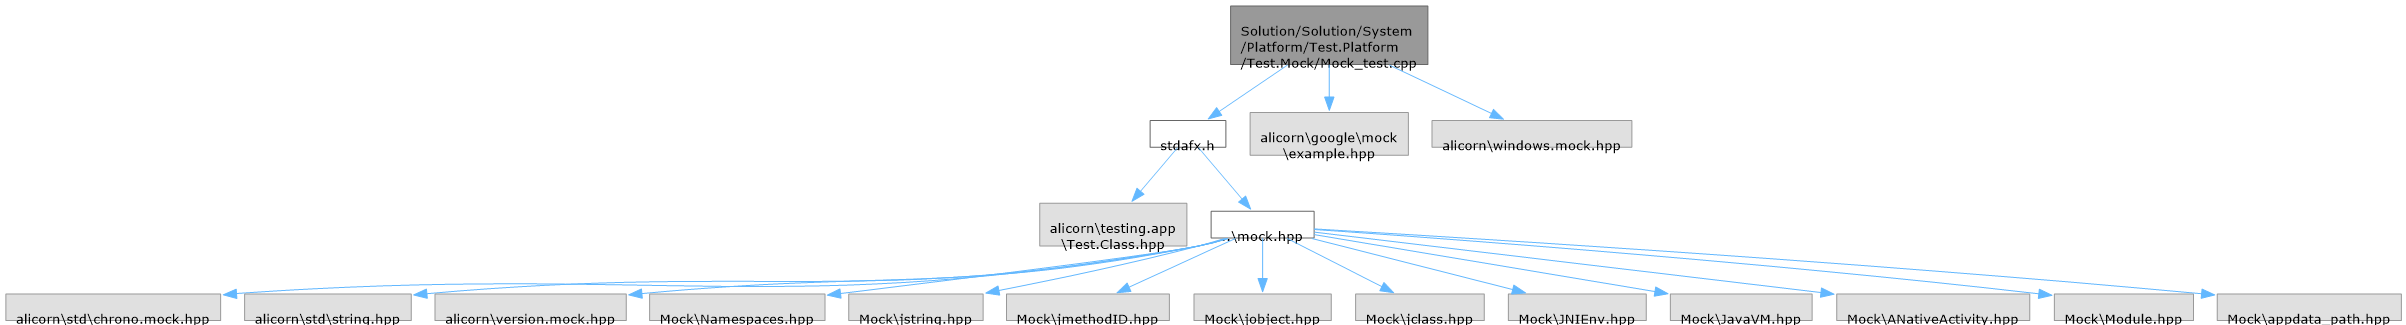 Solution/Solution/System
/Platform/Test.Platform
/Test.Mock/Mock_test.cpp
stdafx.h
alicorn\google\mock
\example.hpp
alicorn\windows.mock.hpp
alicorn\testing.app
\Test.Class.hpp
..\mock.hpp
alicorn\std\chrono.mock.hpp
alicorn\std\string.hpp
alicorn\version.mock.hpp
Mock\Namespaces.hpp
Mock\jstring.hpp
Mock\jmethodID.hpp
Mock\jobject.hpp
Mock\jclass.hpp
Mock\JNIEnv.hpp
Mock\JavaVM.hpp
Mock\ANativeActivity.hpp
Mock\Module.hpp
Mock\appdata_path.hpp